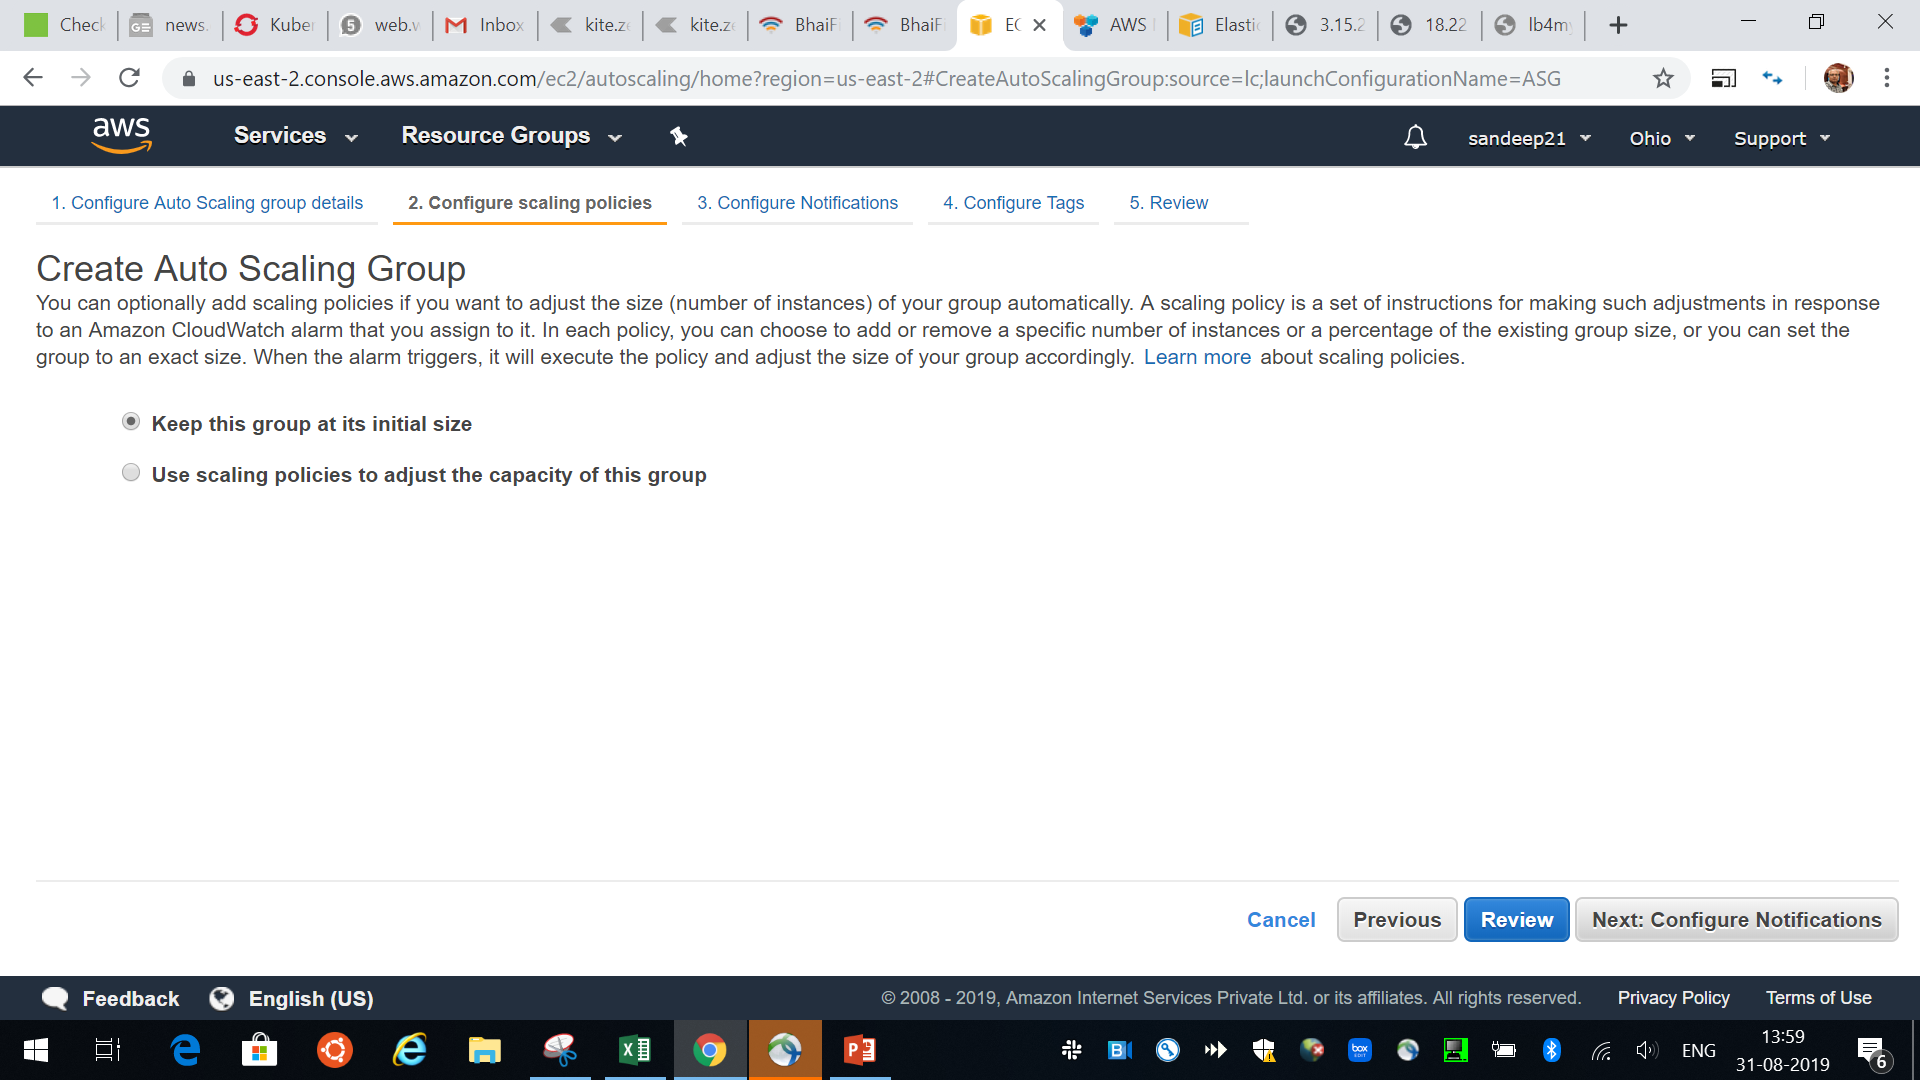 Check
news.
Kuber
web.w
Inbox
kite.ze
kite.ze
BhaiFi
BhaiFi
EC
AWS
Elastic
3.15.2
18.22
lb4my
us-east-2.console.aws.amazon.com/ec2/autoscaling/home?region=us-east-2#CreateAutoScalingGroup:source=lc;launchConfigurationName=ASG
aws
Services
Resource Groups
sandeep21
Ohio
Support
1. Configure Auto Scaling group details
2. Configure scaling policies
3. Configure Notifications
4. Configure Tags
5. Review
Create Auto Scaling Group
You can optionally add scaling policies if you want to adjust the size (number of instances) of your group automatically. A scaling policy is a set of instructions for making such adjustments in response
to an Amazon CloudWatch alarm that you assign to it. In each policy, you can choose to add or remove a specific number of instances or a percentage of the existing group size, or you can set the
group to an exact size. When the alarm triggers, it will execute the policy and adjust the size of your group accordingly. Learn more about scaling policies.
Keep this group at its initial size
Use scaling policies to adjust the capacity of this group
Cancel
Previous
Review
Next: Configure Notifications
Feedback
English (US)
© 2008 - 2019, Amazon Internet Services Private Ltd. or its affiliates. All rights reserved.
Privacy Policy
Terms of Use
ENG
13:59
31-08-2019
6